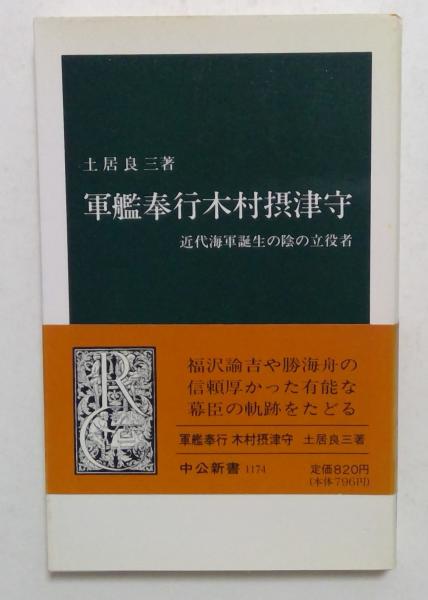 土居良三著
軍艦奉行木村摂津守
近代海軍誕生の陰の立役者
福沢諭吉や勝海舟の
信頼厚かった有能な
幕臣の軌跡をたどる
軍艦奉行 木村摂津守 土居良三著
中公新書 1174
定価820円
(本体796円)